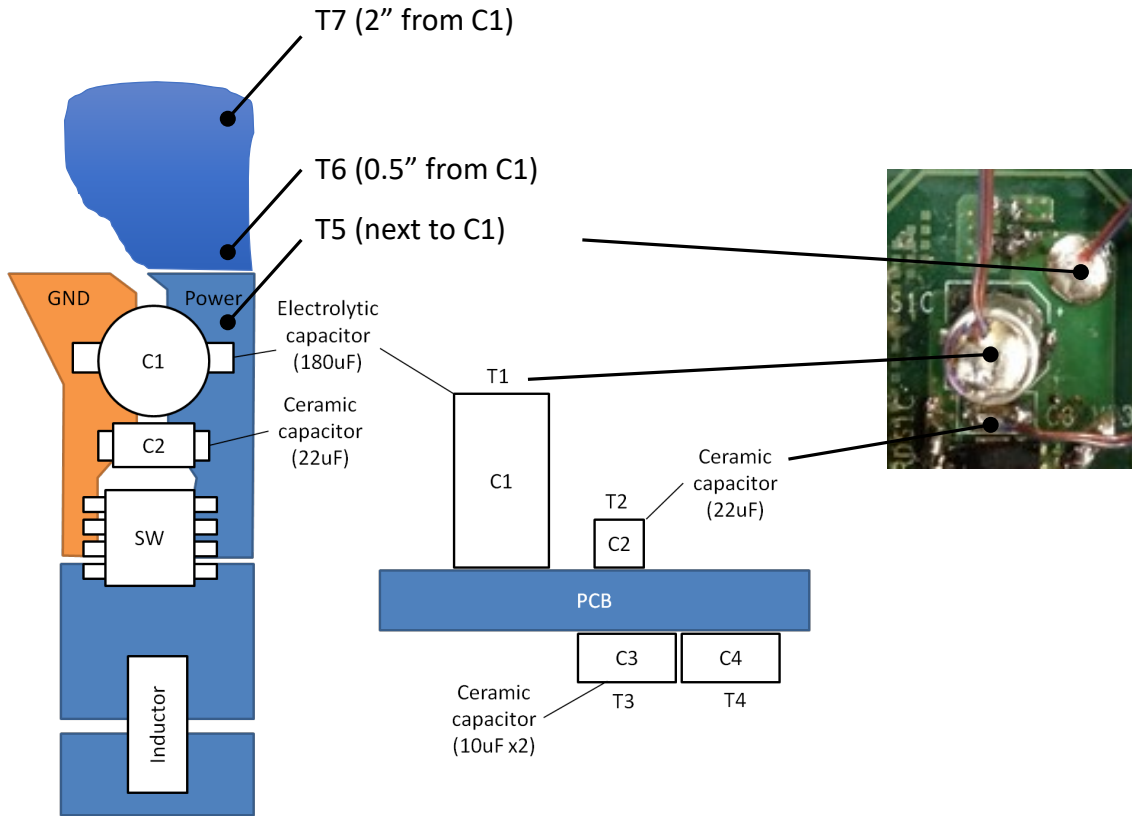 T7 (2” from C1)
T6 (0.5” from C1)
T5 (next to C1)
GND
Power
Electrolytic
capacitor
(180uF)
C1
Ceramic
capacitor
(22uF)
C2
SW
Inductor
T1
C1
T2
C2
Ceramic
capacitor
(22uF)
PCB
C3
C4
T3
T4
Ceramic
capacitor
(10uF x2)
S1C